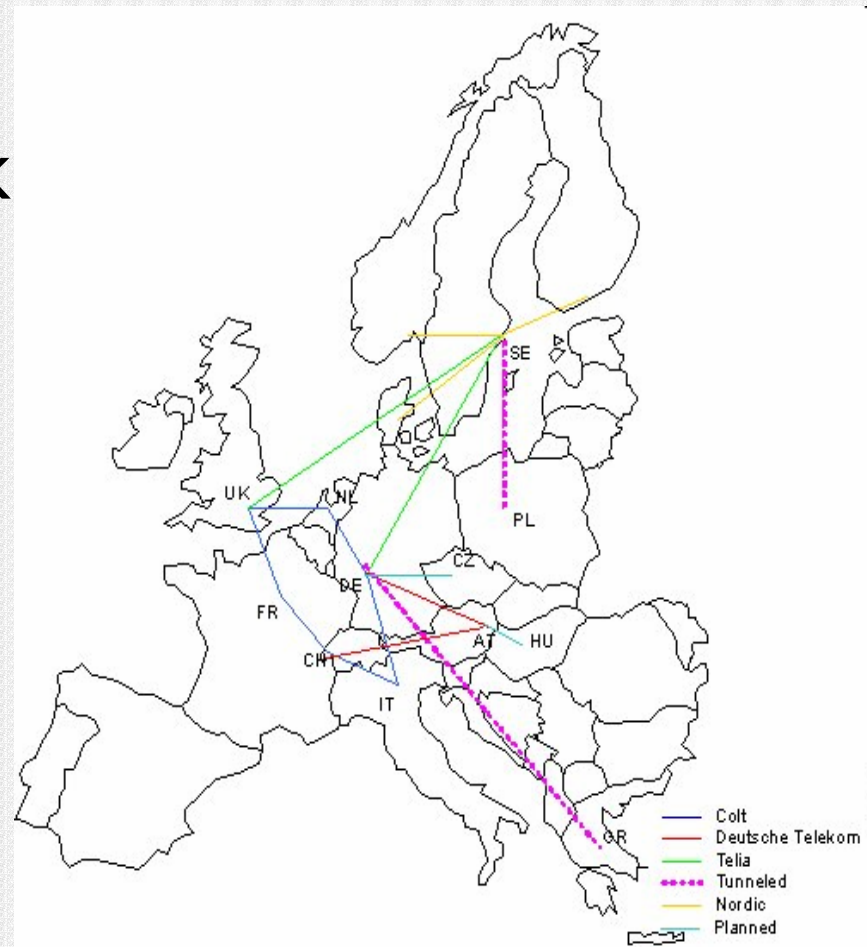 SE
UK
NL
PL
CZ
DE
FR
AT
HU
CH
IT
GR
Colt
Deutsche Telekom
Telia
Tunneled
Nordic
Planned